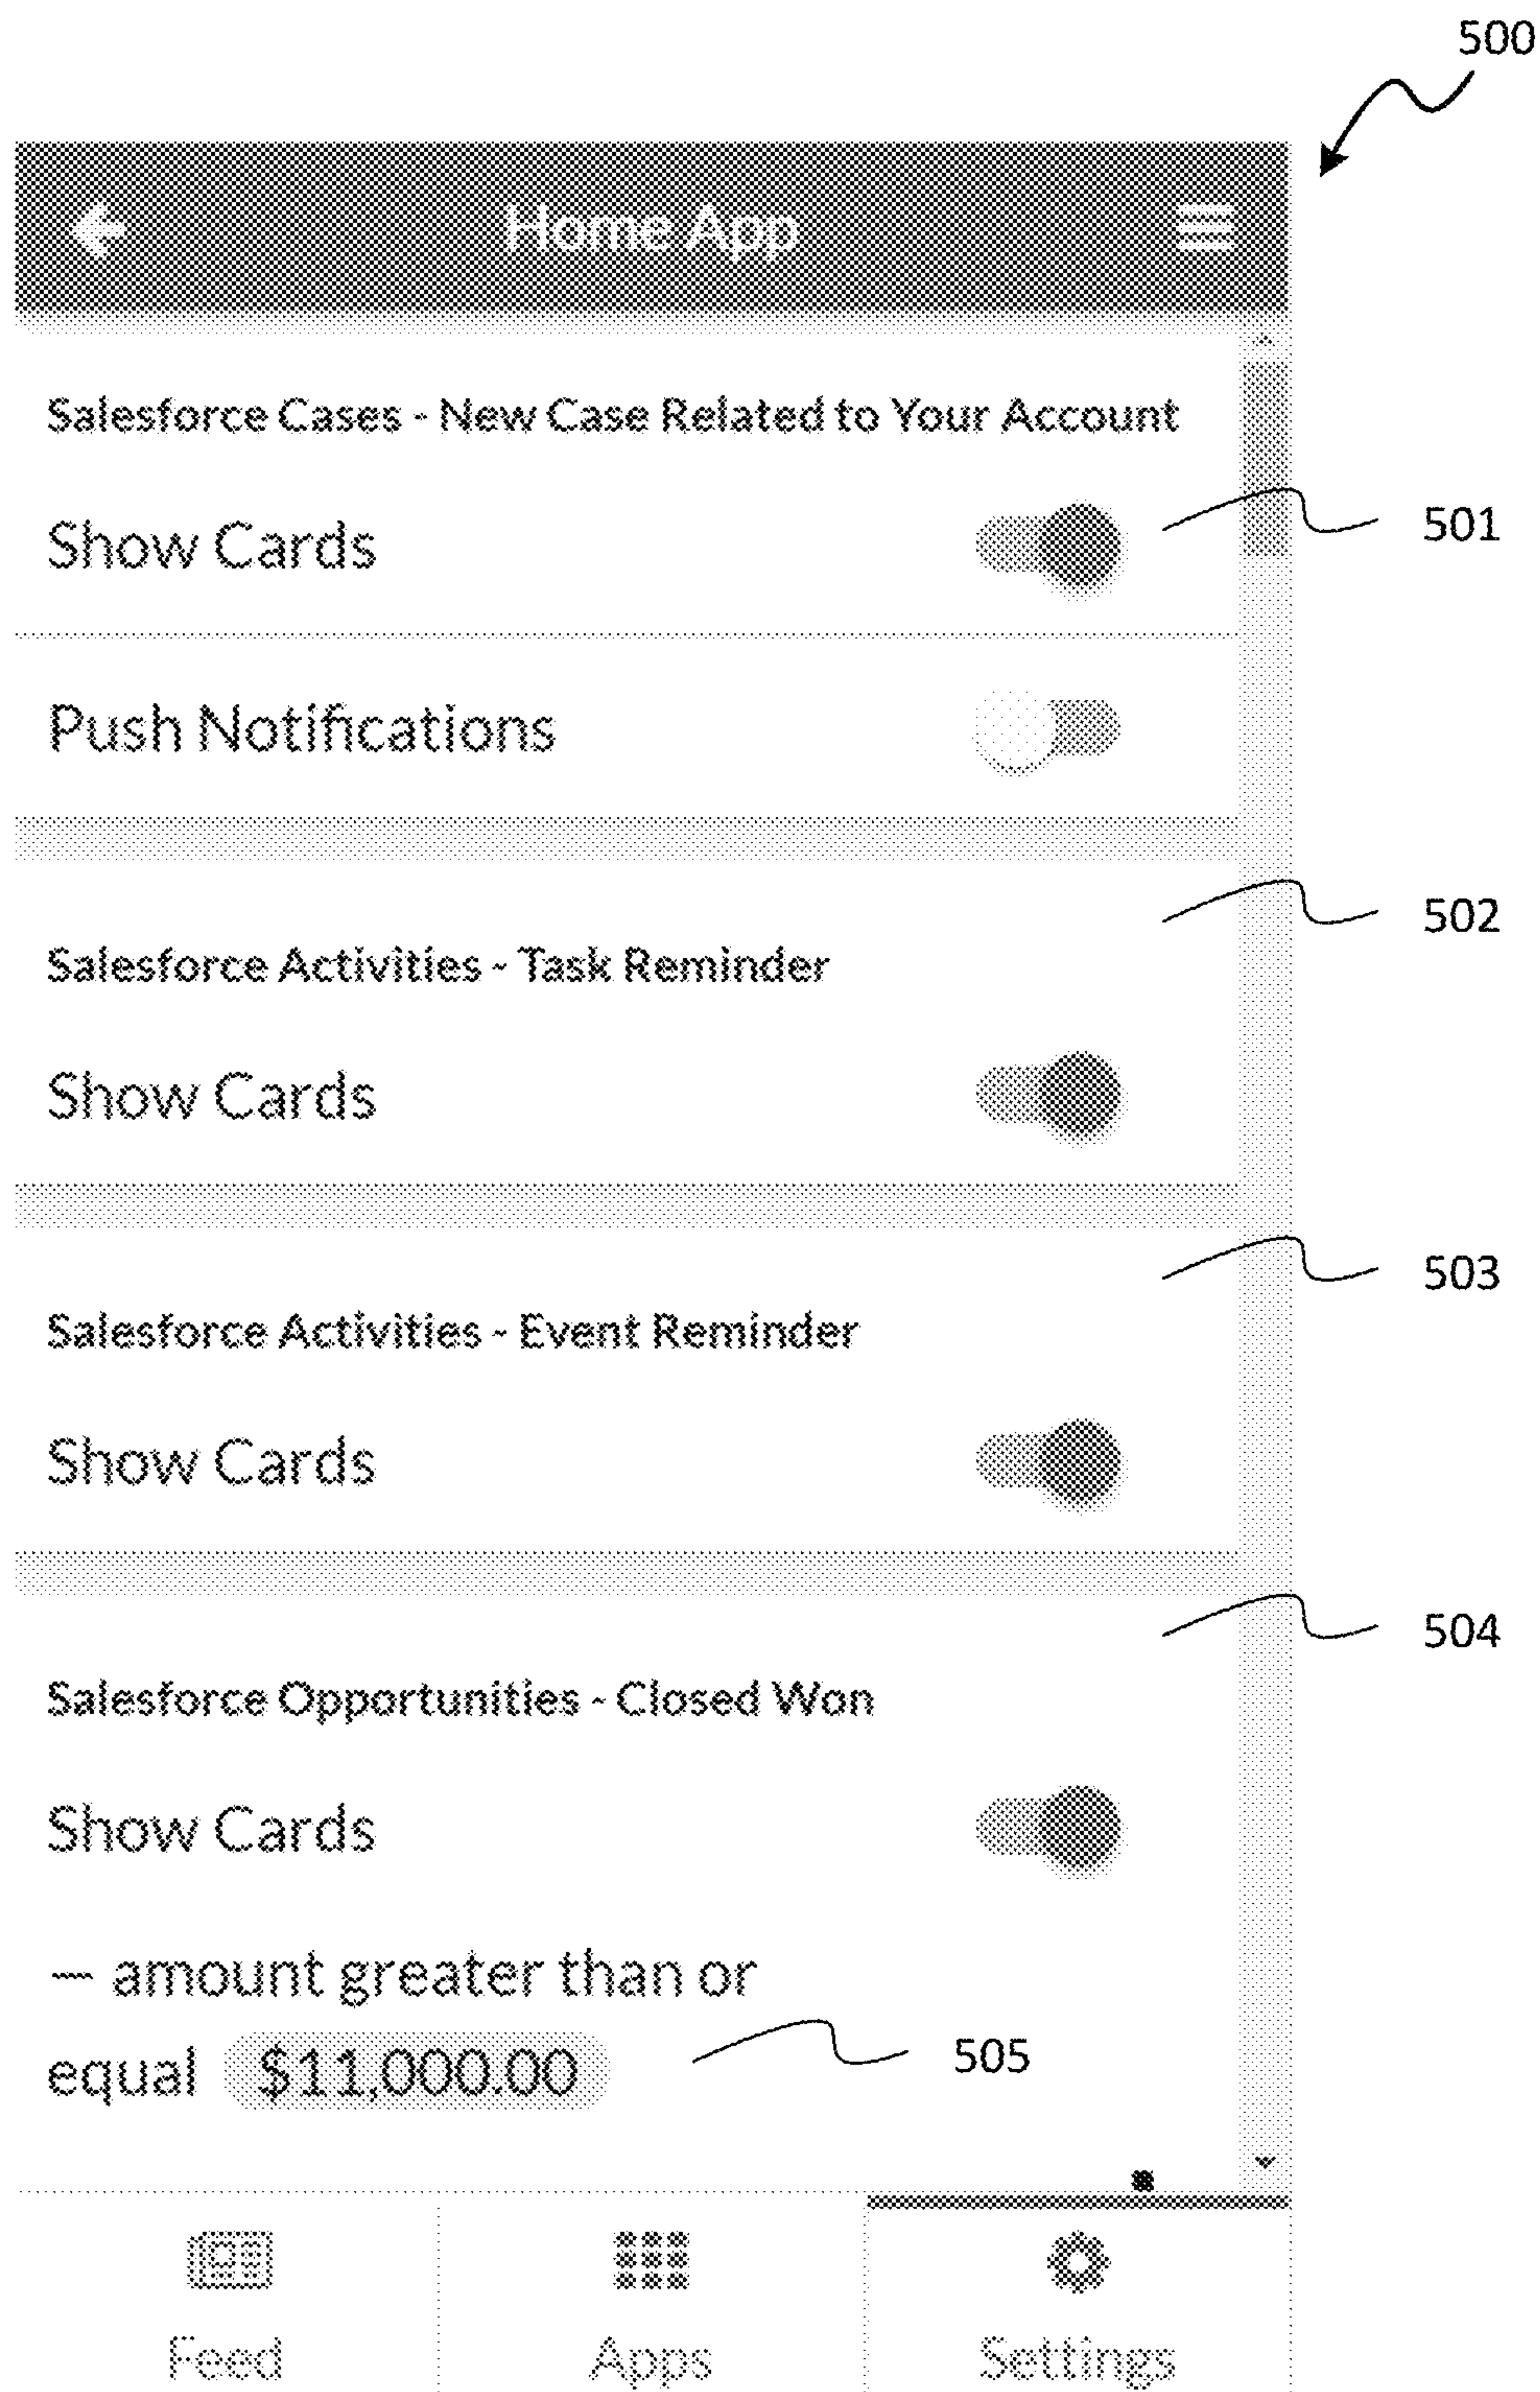 500
Home App
Salesforce Cases - New Case Related to Your Account
Show Cards
501
Push Notifications
502
Salesforce Activities - Task Reminder
Show Cards
503
Salesforce Activities - Event Reminder
Show Cards
504
Salesforce Opportunities - Closed Won
Show Cards
— amount greater than or
equal $11,000.00
505
Feed Apps Settings